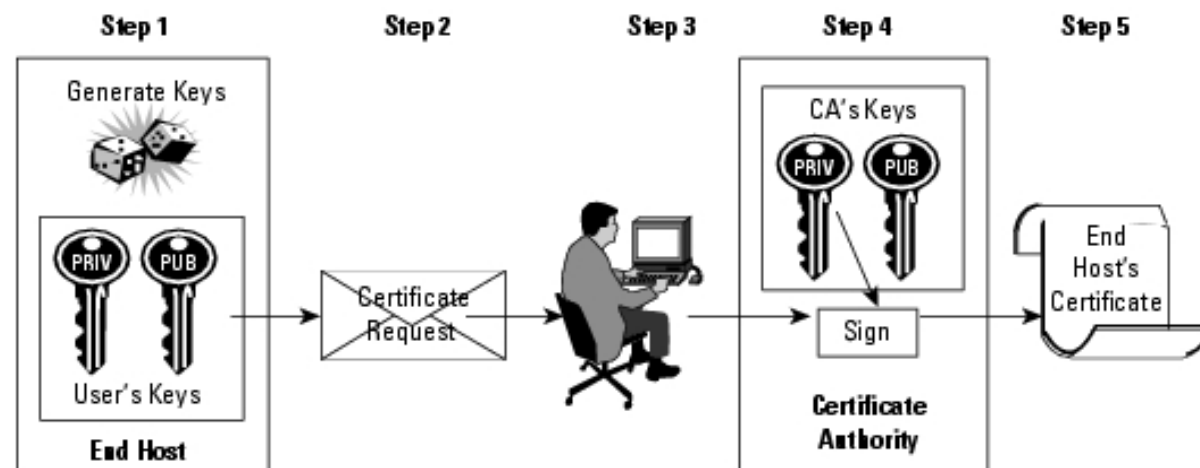 Step 1
Step 2
Step 3
Step 4
Step 5
Generate Keys
PRIV
PUB
User's Keys
End Host
Certificate
Request
CA's Keys
PRIV
PUB
Sign
Certificate
Authority
End
Host's
Certificate